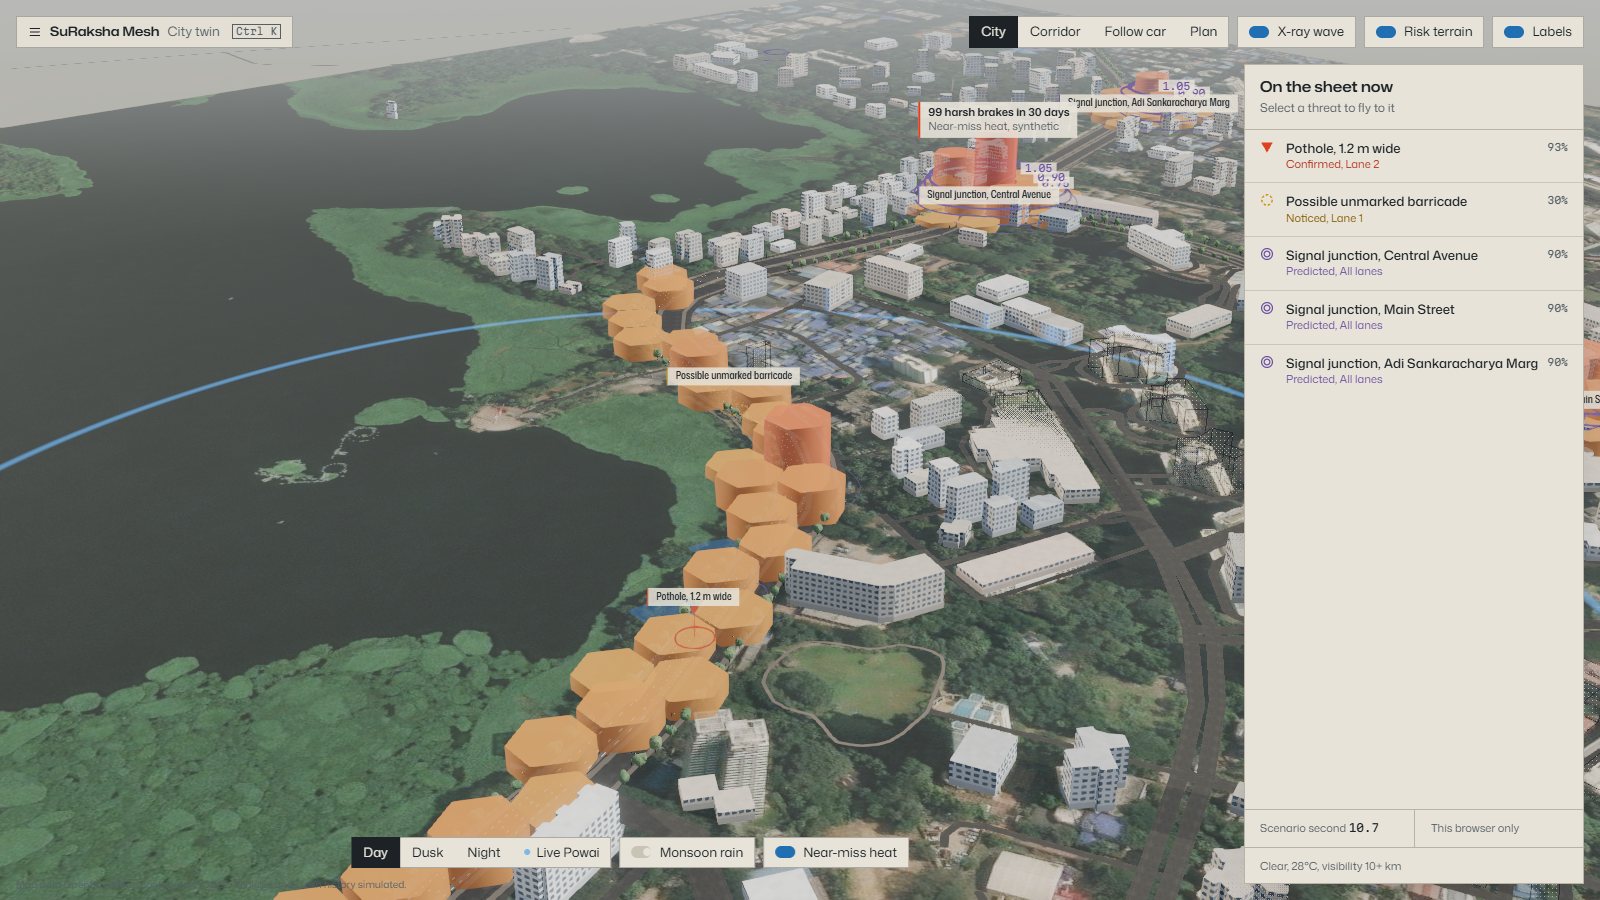 SuRaksha Mesh City twin Ctrl K
City Corridor Follow car Plan X-ray wave Risk terrain Labels
1.05
Signal junction, Adi Sankaracharya Marg
99 harsh brakes in 30 days
Near-miss heat, synthetic
1.05
0.90
Signal junction, Central Avenue
Possible unmarked barricade
Pothole, 1.2 m wide
On the sheet now
Select a threat to fly to it
Pothole, 1.2 m wide 93%
Confirmed, Lane 2
Possible unmarked barricade 30%
Noticed, Lane 1
Signal junction, Central Avenue 90%
Predicted, All lanes
Signal junction, Main Street 90%
Predicted, All lanes
Signal junction, Adi Sankaracharya Marg 90%
Predicted, All lanes
Scenario second 10.7 This browser only
Clear, 28°C, visibility 10+ km
Day Dusk Night Live Powai Monsoon rain Near-miss heat
simulated.